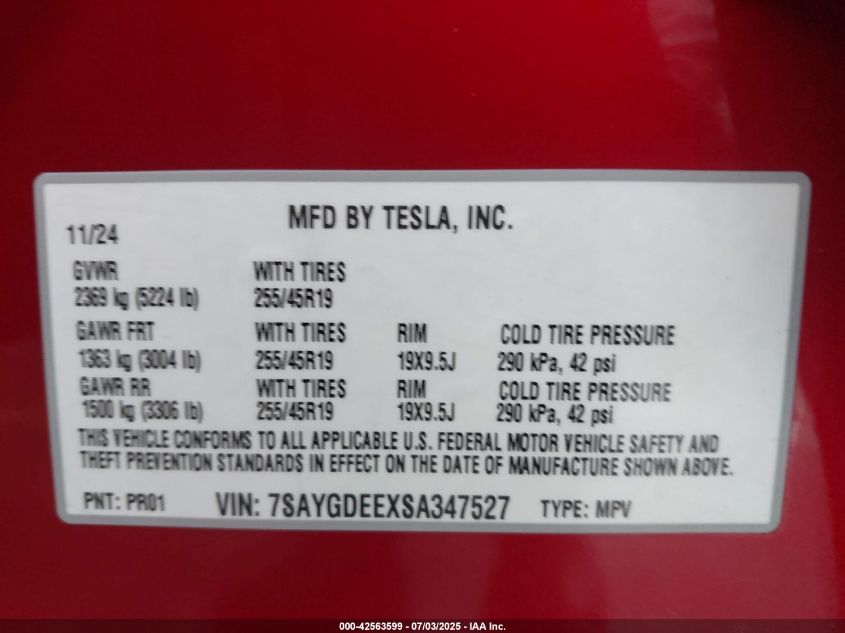 MFD BY TESLA, INC.
11/24
GVWR WITH TIRES
2369 kg (5224 lb) 255/45R19
GAWR FRT WITH TIRES RIM COLD TIRE PRESSURE
1363 kg (3004 lb) 255/45R19 19X9.5J 290 kPa, 42 psi
GAWR RR WITH TIRES RIM COLD TIRE PRESSURE
1500 kg (3306 lb) 255/45R19 19X9.5J 290 kPa, 42 psi
THIS VEHICLE CONFORMS TO ALL APPLICABLE U.S. FEDERAL MOTOR VEHICLE SAFETY AND
THEFT PREVENTION STANDARDS IN EFFECT ON THE DATE OF MANUFACTURE SHOWN ABOVE.
PNT: PR01 VIN: 7SAYGDEEXSA347527 TYPE: MPV
000-42563599 - 07/03/2025 - IAA Inc.